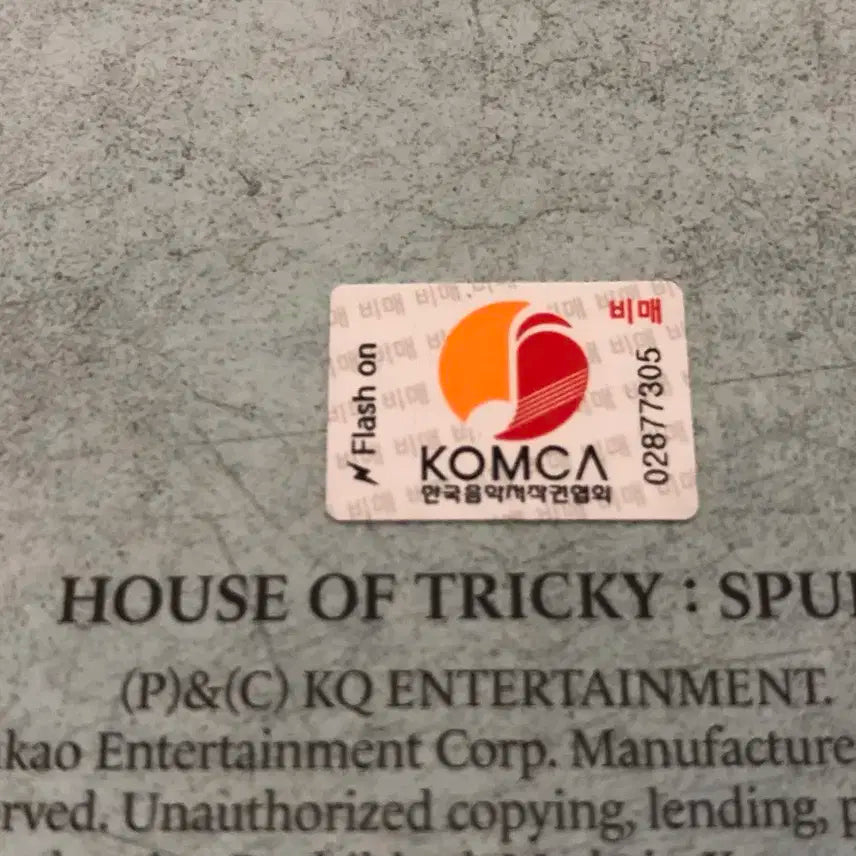 비매
Flash on
02877305
KOMCA
한국음악저작권협회
HOUSE OF TRICKY : SPU
(P)&(C) KQ ENTERTAINMENT.
kao Entertainment Corp. Manufacture
rved. Unauthorized copying, lending, p